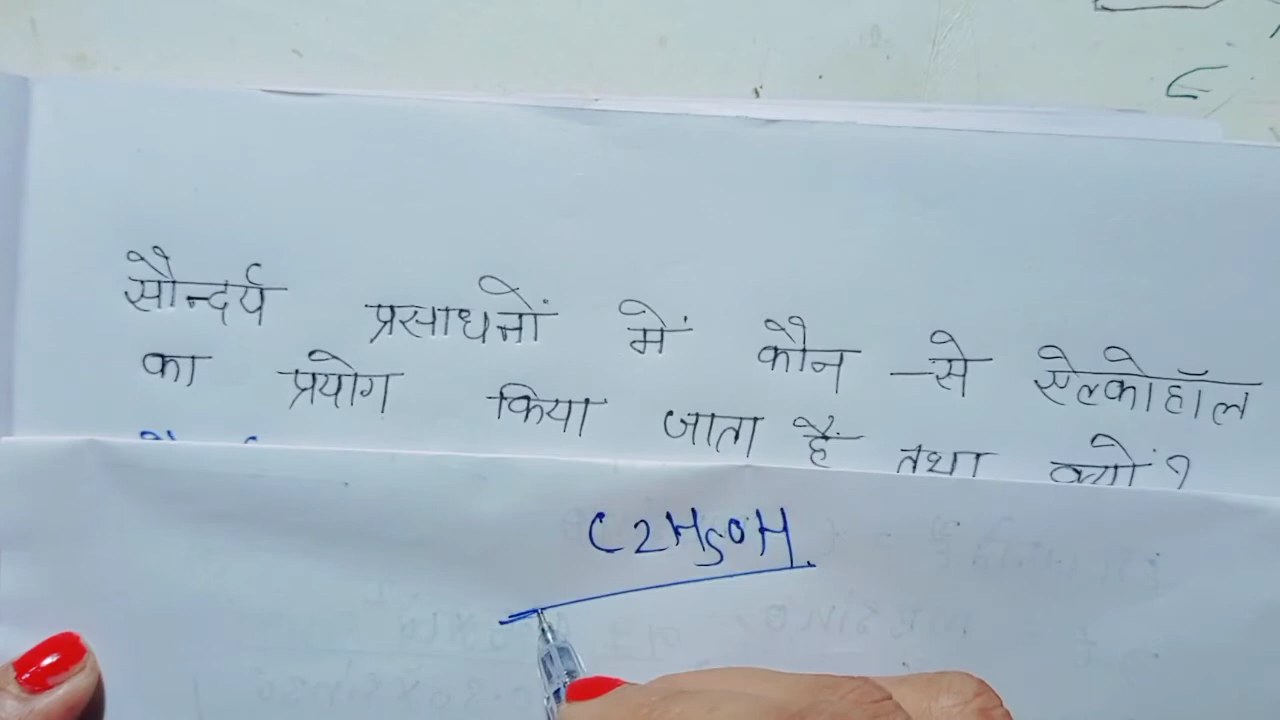 सौन्दर्य प्रसाधनों में कौन -से ऐल्कोहॉल
का प्रयोग किया जाता हैं तथा क्यों?
C2H5OH